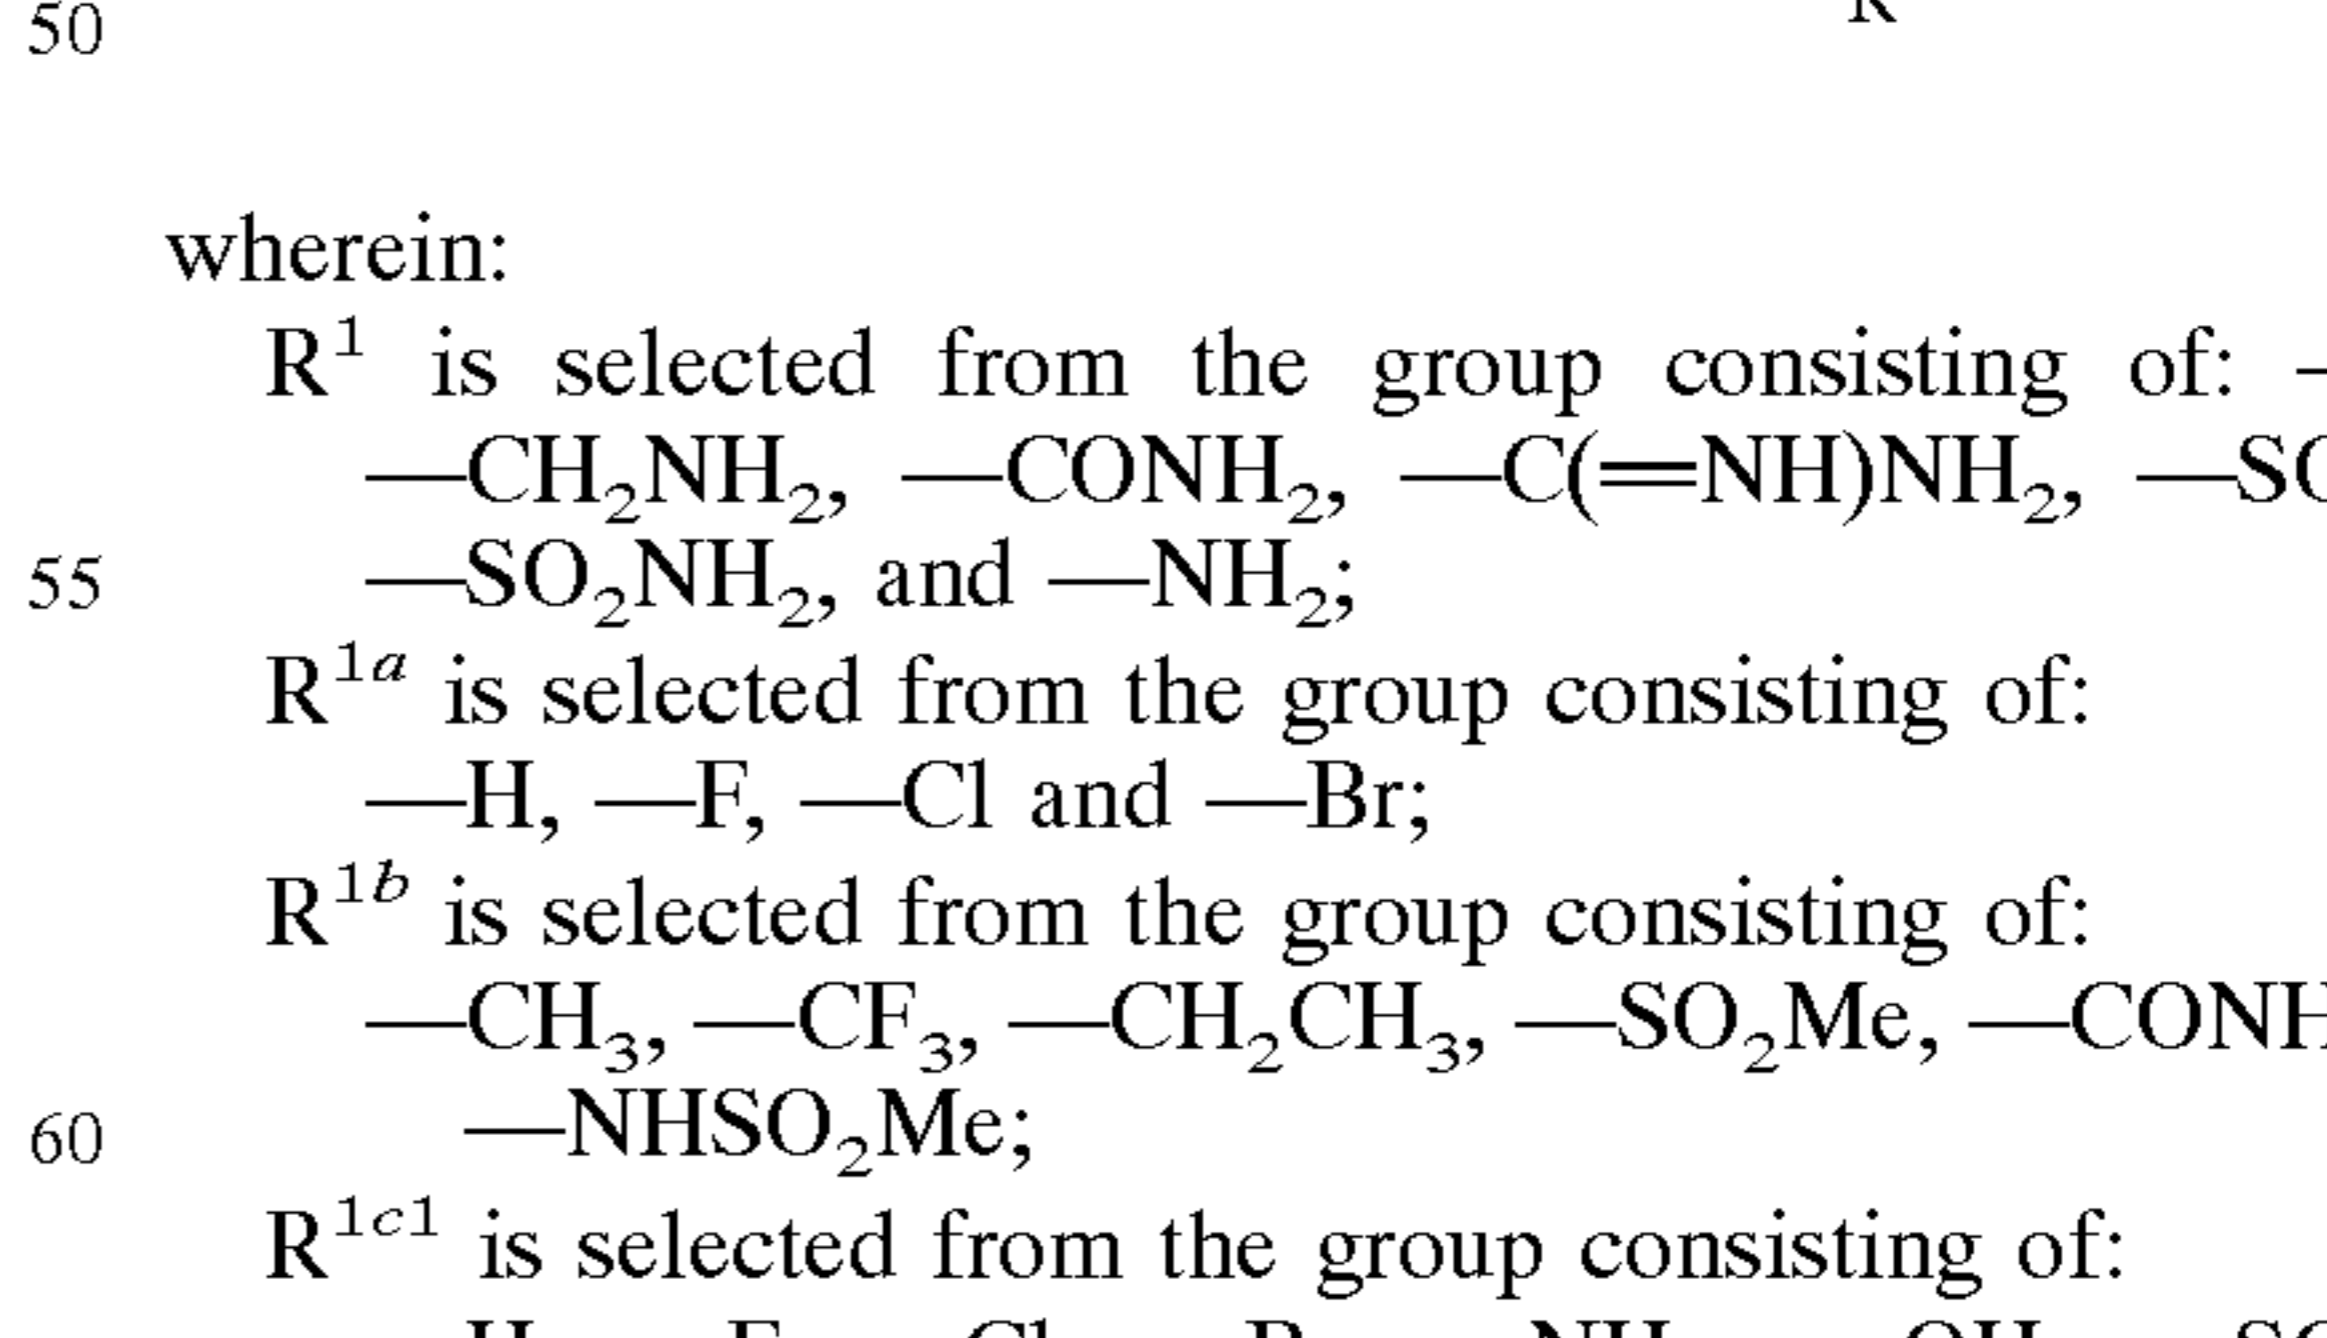 50
R
wherein:
R¹ is selected from the group consisting of: —
—CH₂NH₂, —CONH₂, —C(=NH)NH₂, —SO
55 —SO₂NH₂, and —NH₂;
R¹ᵃ is selected from the group consisting of:
—H, —F, —Cl and —Br;
R¹ᵇ is selected from the group consisting of:
—CH₃, —CF₃, —CH₂CH₃, —SO₂Me, —CONH
60 —NHSO₂Me;
R¹ᶜ¹ is selected from the group consisting of: